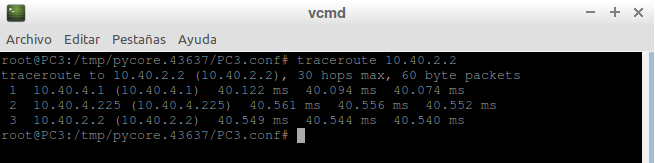 vcmd
Archivo Editar Pestañas Ayuda
root@PC3:/tmp/pycore.43637/PC3.conf# traceroute 10.40.2.2
traceroute to 10.40.2.2 (10.40.2.2), 30 hops max, 60 byte packets
1 10.40.4.1 (10.40.4.1) 40.122 ms 40.094 ms 40.074 ms
2 10.40.4.225 (10.40.4.225) 40.561 ms 40.556 ms 40.552 ms
3 10.40.2.2 (10.40.2.2) 40.549 ms 40.544 ms 40.540 ms
root@PC3:/tmp/pycore.43637/PC3.conf#